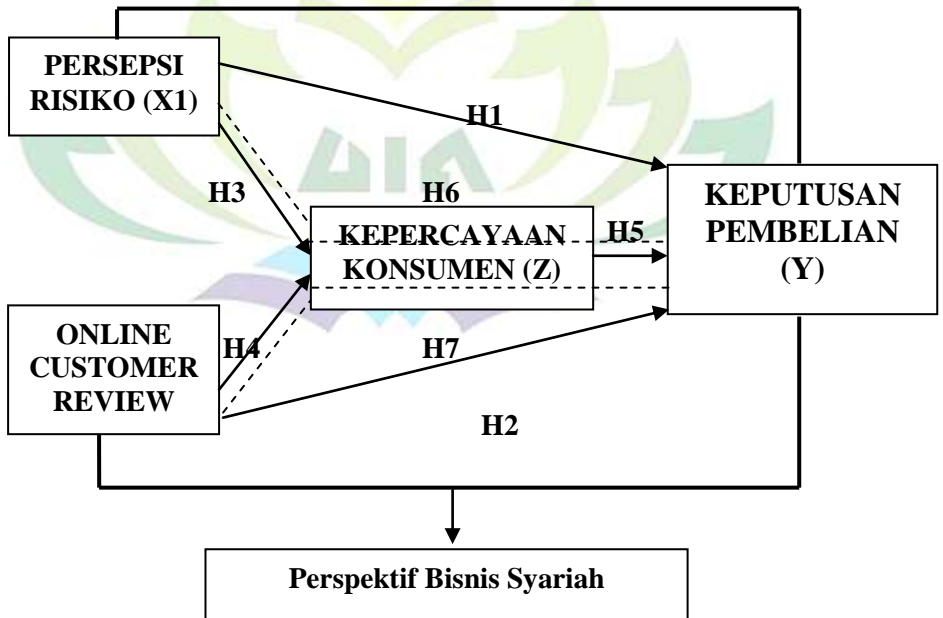 PERSEPSI
RISIKO (X1)
H1
H3
H6
KEPERCAYAAN
KONSUMEN (Z)
H5
KEPUTUSAN
PEMBELIAN
(Y)
ONLINE
CUSTOMER
REVIEW
H4
H7
H2
Perspektif Bisnis Syariah